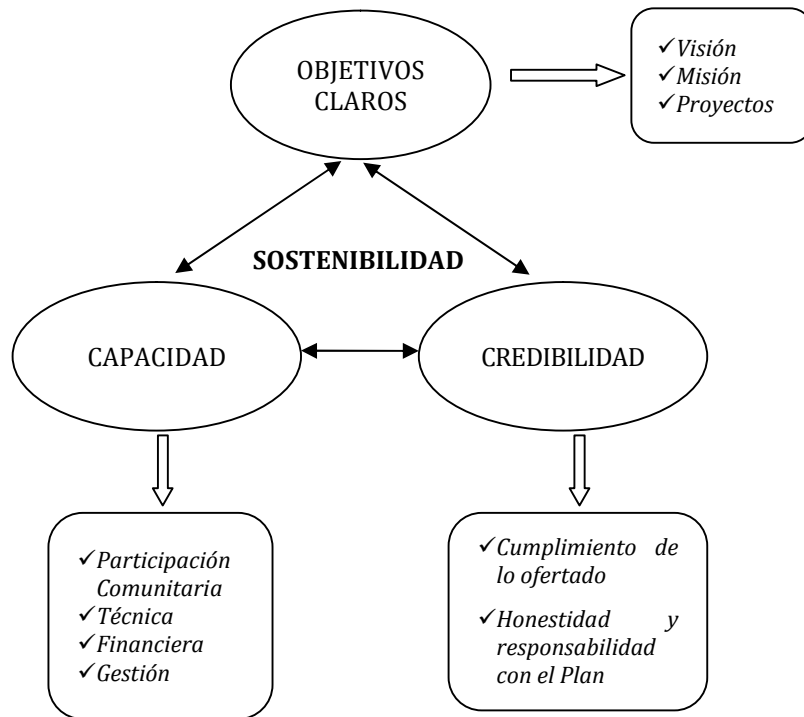 OBJETIVOS
CLAROS
✓Visión
✓Misión
✓Proyectos
SOSTENIBILIDAD
CAPACIDAD
CREDIBILIDAD
✓Participación
Comunitaria
✓Técnica
✓Financiera
✓Gestión
✓Cumplimiento de
lo ofertado
✓Honestidad y
responsabilidad
con el Plan